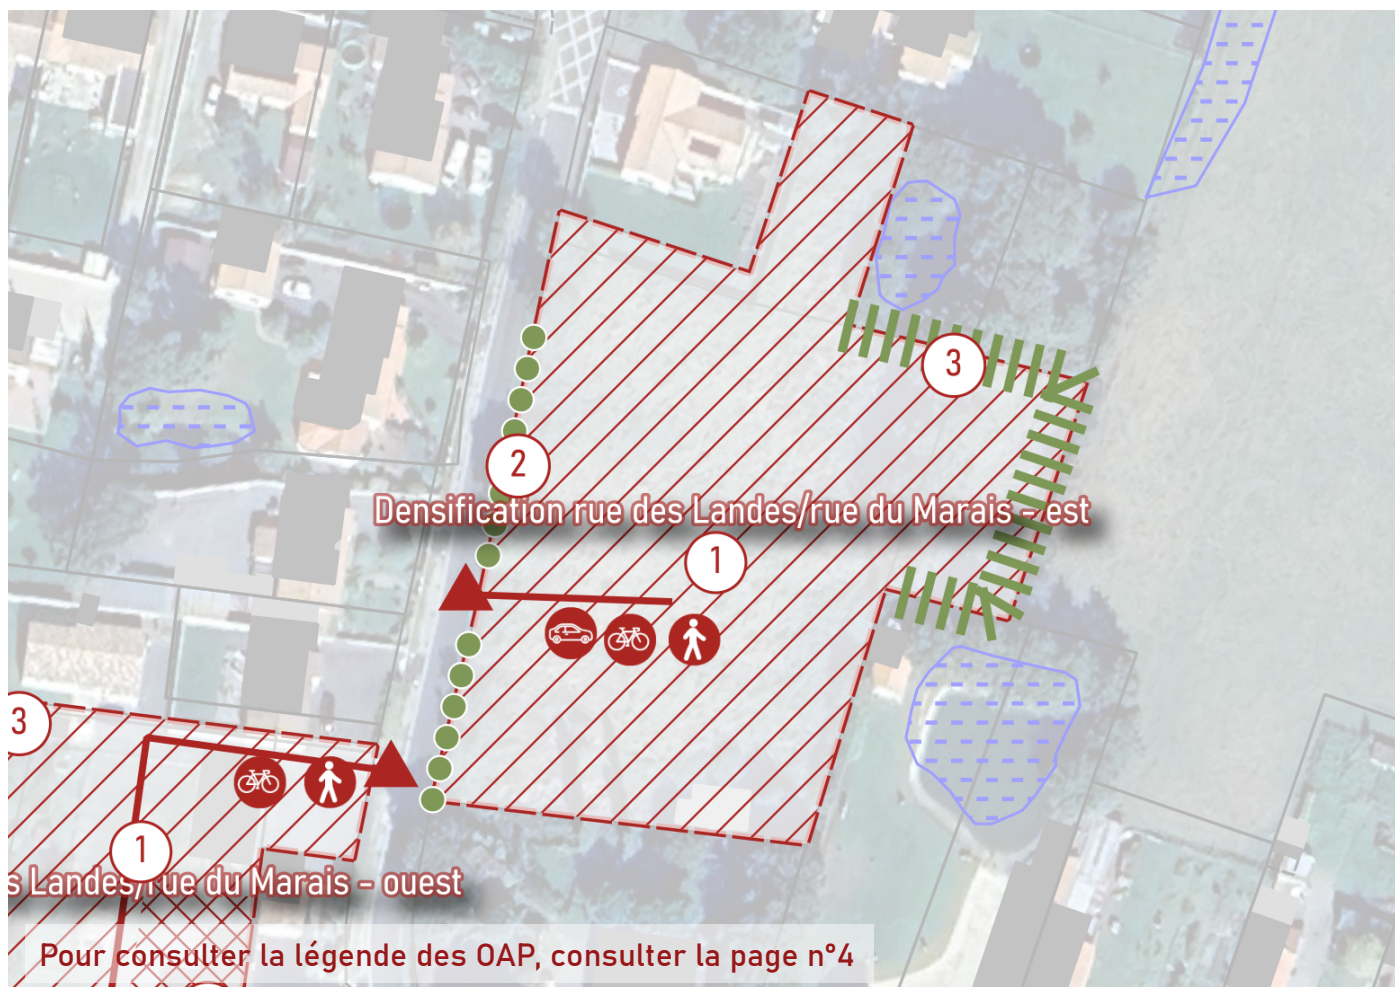 3
2
Densification rue des Landes/rue du Marais - est
1
3
1
s Landes/rue du Marais - ouest
Pour consulter la légende des OAP, consulter la page n°4